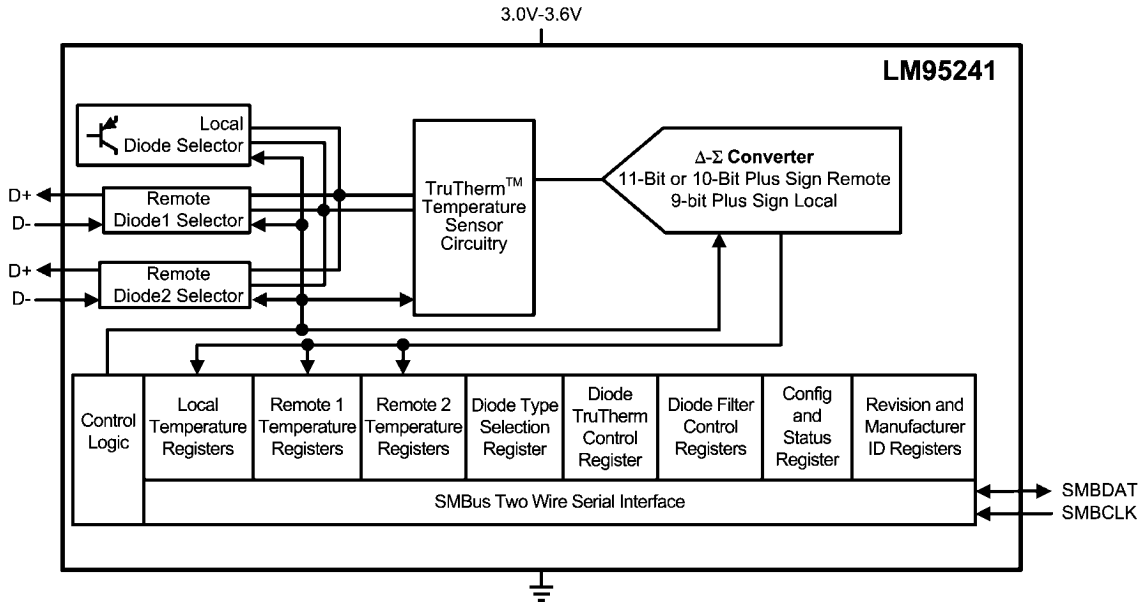 3.0V-3.6V
LM95241
Local
Diode Selector
D+
D-
Remote
Diode1 Selector
D+
D-
Remote
Diode2 Selector
TruTherm™
Temperature
Sensor
Circuitry
Δ-Σ Converter
11-Bit or 10-Bit Plus Sign Remote
9-bit Plus Sign Local
Control
Logic
Local
Temperature
Registers
Remote 1
Temperature
Registers
Remote 2
Temperature
Registers
Diode Type
Selection
Register
Diode
TruTherm
Control
Register
Diode Filter
Control
Registers
Config
and
Status
Register
Revision and
Manufacturer
ID Registers
SMBus Two Wire Serial Interface
SMBDAT
SMBCLK